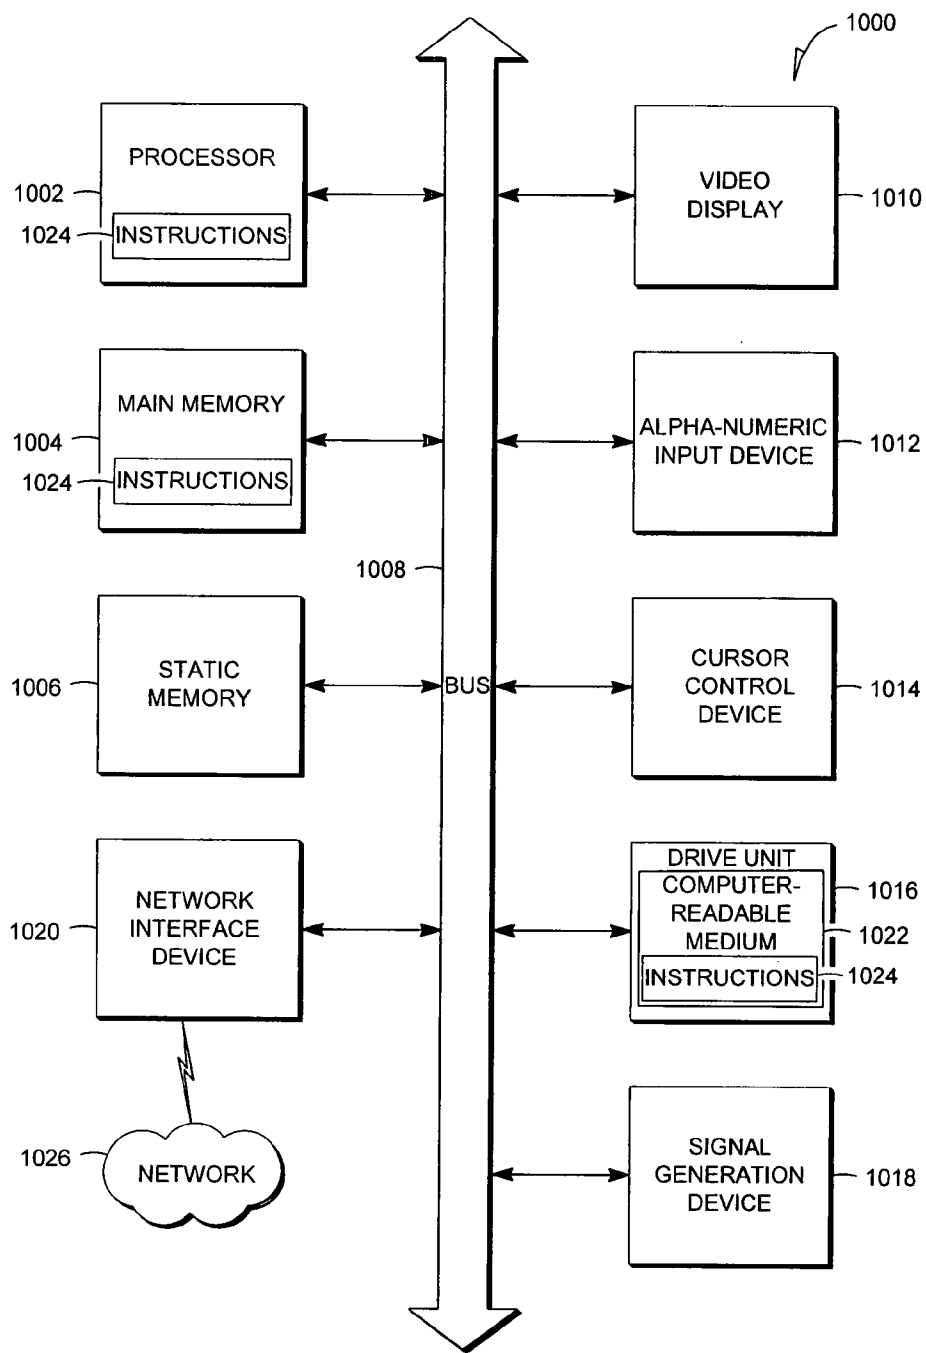 1000
PROCESSOR
1002
1024
INSTRUCTIONS
VIDEO
DISPLAY
1010
MAIN MEMORY
1004
1024
INSTRUCTIONS
ALPHA-NUMERIC
INPUT DEVICE
1012
1008
STATIC
MEMORY
1006
BUS
CURSOR
CONTROL
DEVICE
1014
NETWORK
INTERFACE
DEVICE
1020
DRIVE UNIT
COMPUTER-
READABLE
MEDIUM
INSTRUCTIONS
1016
1022
1024
1026
NETWORK
SIGNAL
GENERATION
DEVICE
1018